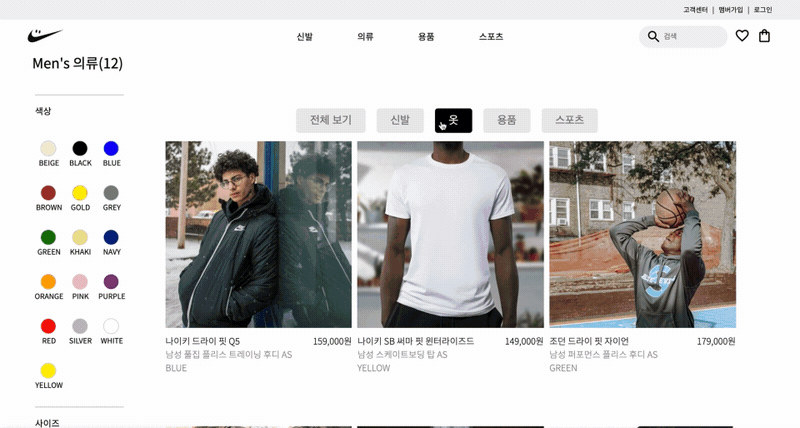 고객센터 | 멤버가입 | 로그인
신발 의류 용품 스포츠
검색
Men's 의류(12)
색상
BEIGE BLACK BLUE
BROWN GOLD GREY
GREEN KHAKI NAVY
ORANGE PINK PURPLE
RED SILVER WHITE
YELLOW
사이즈
전체 보기 신발 옷 용품 스포츠
나이키 드라이 핏 Q5 159,000원
남성 풀집 플리스 트레이닝 후디 AS
BLUE
나이키 SB 써마 핏 윈터라이즈드 149,000원
남성 스케이트보딩 탑 AS
YELLOW
조던 드라이 핏 자이언 179,000원
남성 퍼포먼스 플리스 후디 AS
GREEN